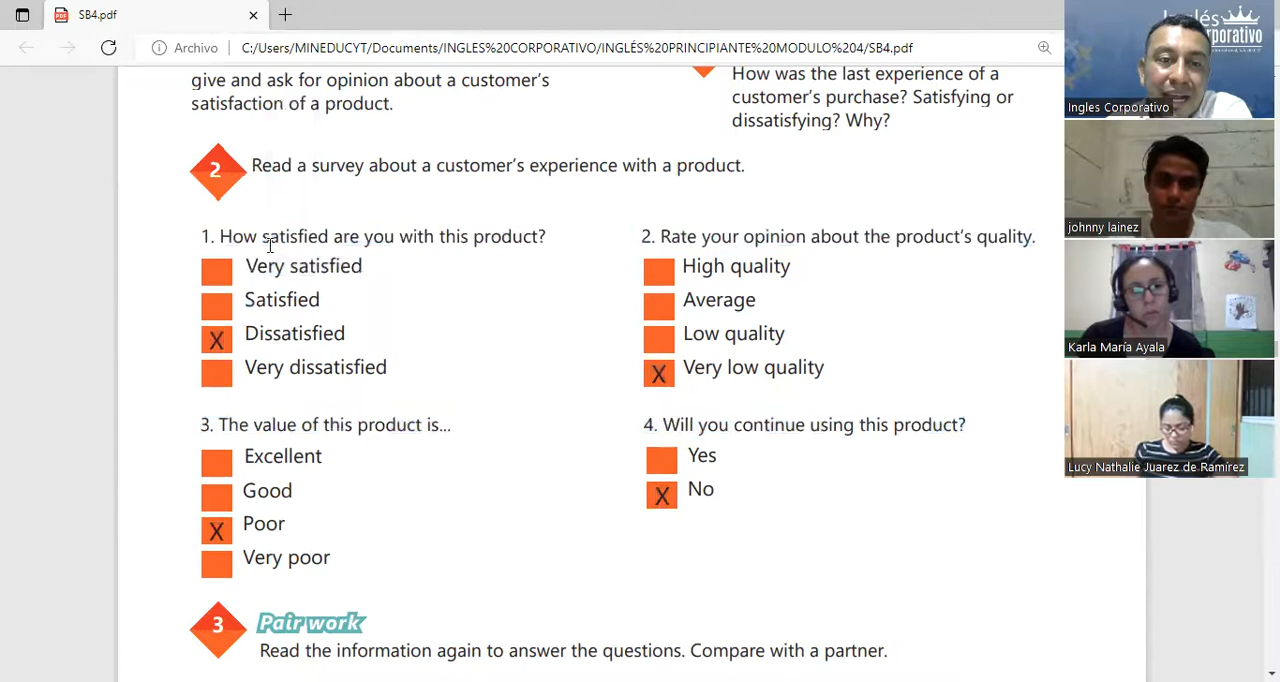 SB4.pdf
Archivo
C:/Users/MINEDUCYT/Documents/INGLES%20CORPORATIVO/INGLÉS%20PRINCIPIANTE%20MODULO%204/SB4.pdf
give and ask for opinion about a customer's
satisfaction of a product.
How was the last experience of a
customer's purchase? Satisfying or
dissatisfying? Why?
2
Read a survey about a customer's experience with a product.
1. How satisfied are you with this product?
Very satisfied
Satisfied
X Dissatisfied
Very dissatisfied
2. Rate your opinion about the product's quality.
High quality
Average
Low quality
X Very low quality
3. The value of this product is...
Excellent
Good
X Poor
Very poor
4. Will you continue using this product?
Yes
X No
3
Pair work
Read the information again to answer the questions. Compare with a partner.
Ingles Corporativo
johnny lainez
Karla María Ayala
Lucy Nathalie Juarez de Ramírez